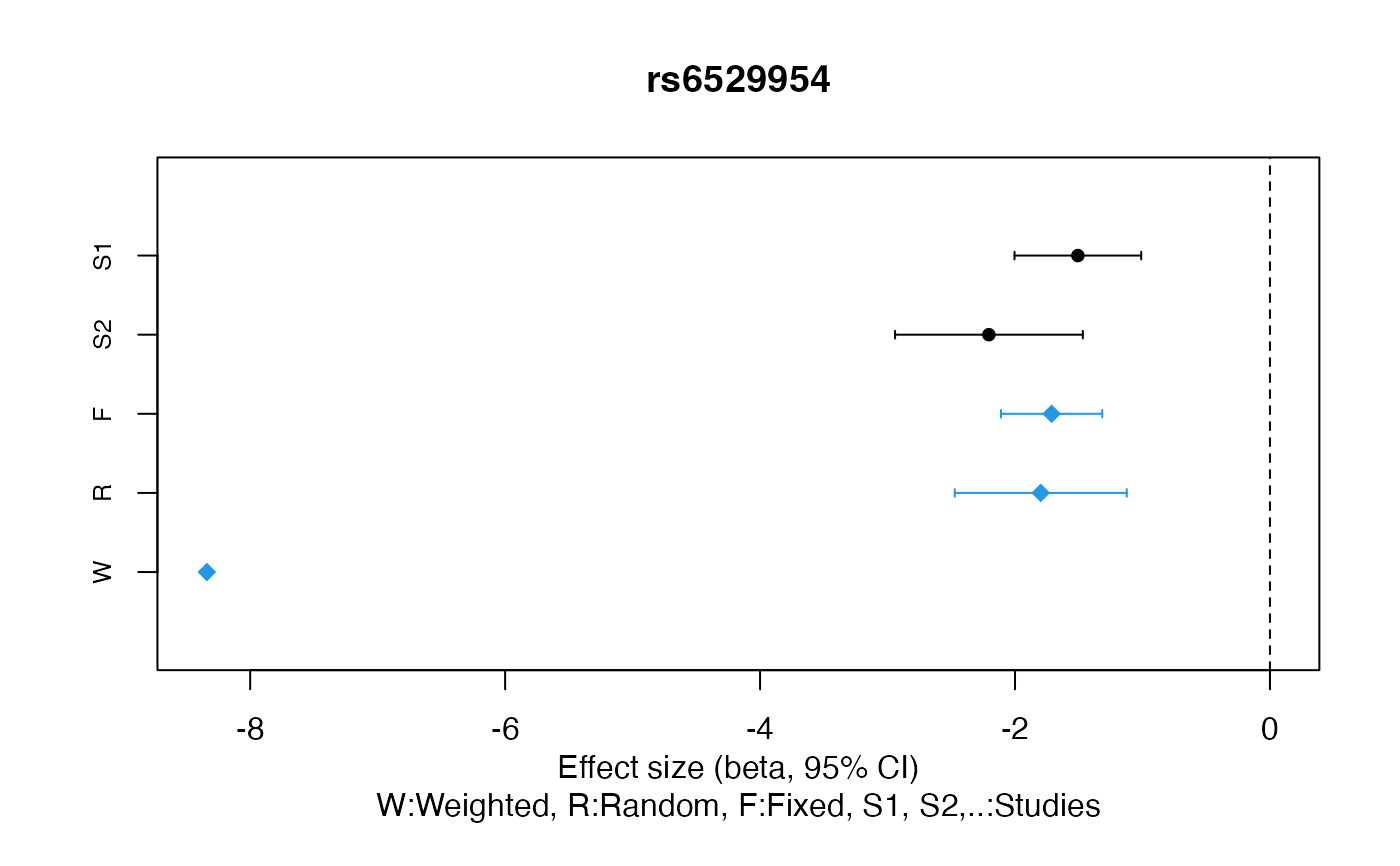 rs6529954
S1
S2
F
R
W
-8 -6 -4 -2 0
Effect size (beta, 95% CI)
W:Weighted, R:Random, F:Fixed, S1, S2,..:Studies